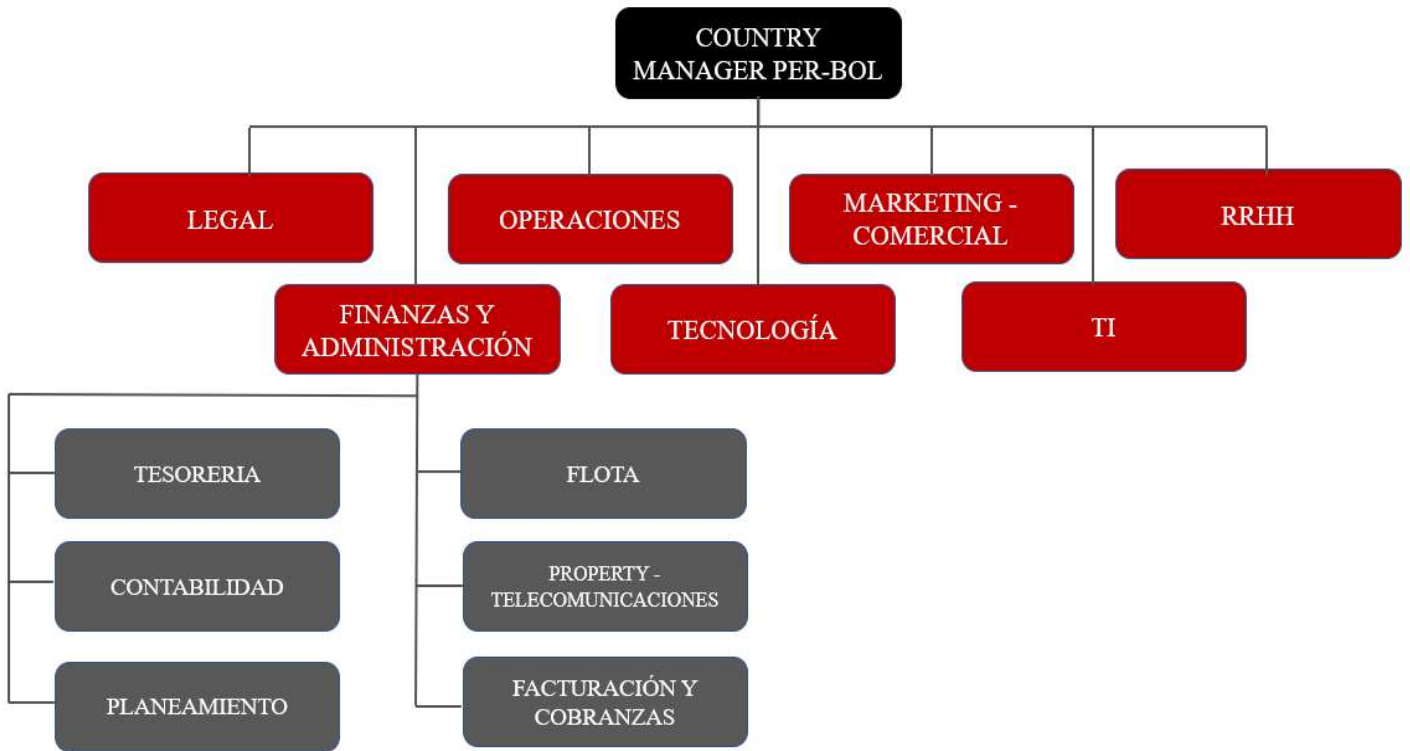 COUNTRY
MANAGER PER-BOL
LEGAL
OPERACIONES
MARKETING -
COMERCIAL
RRHH
FINANZAS Y
ADMINISTRACIÓN
TECNOLOGÍA
TI
TESORERIA
FLOTA
CONTABILIDAD
PROPERTY -
TELECOMUNICACIONES
PLANEAMIENTO
FACTURACIÓN Y
COBRANZAS